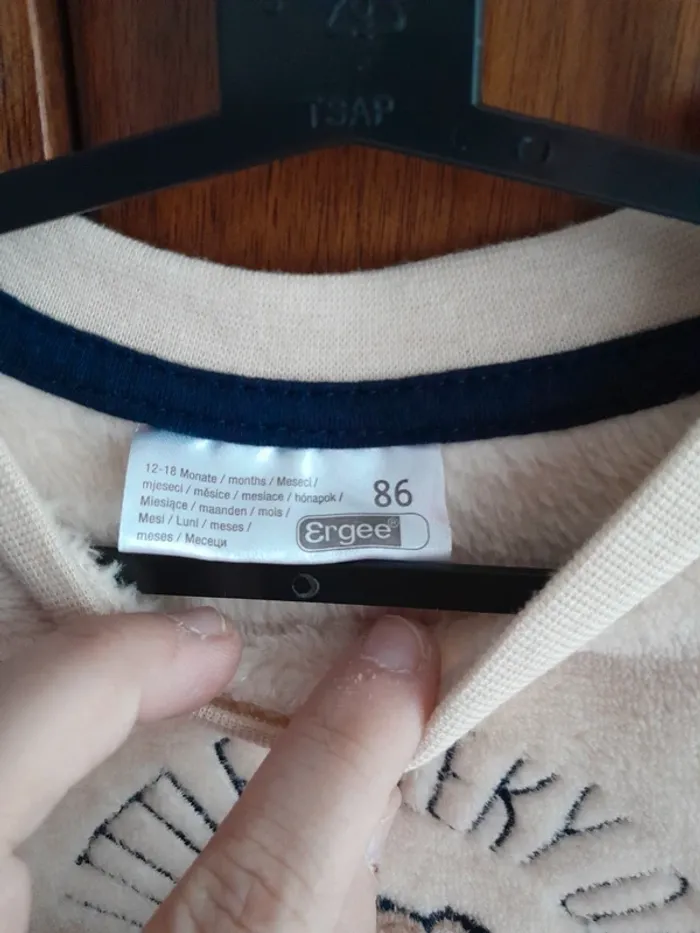 TSAP
12-18 Monate / months / Meseci /
mjeseci / měsíce / mesiace / hónapok /
Miesiące / maanden / mois /
Mesi / Luni / meses /
meses / Месеци
86
Ergee®